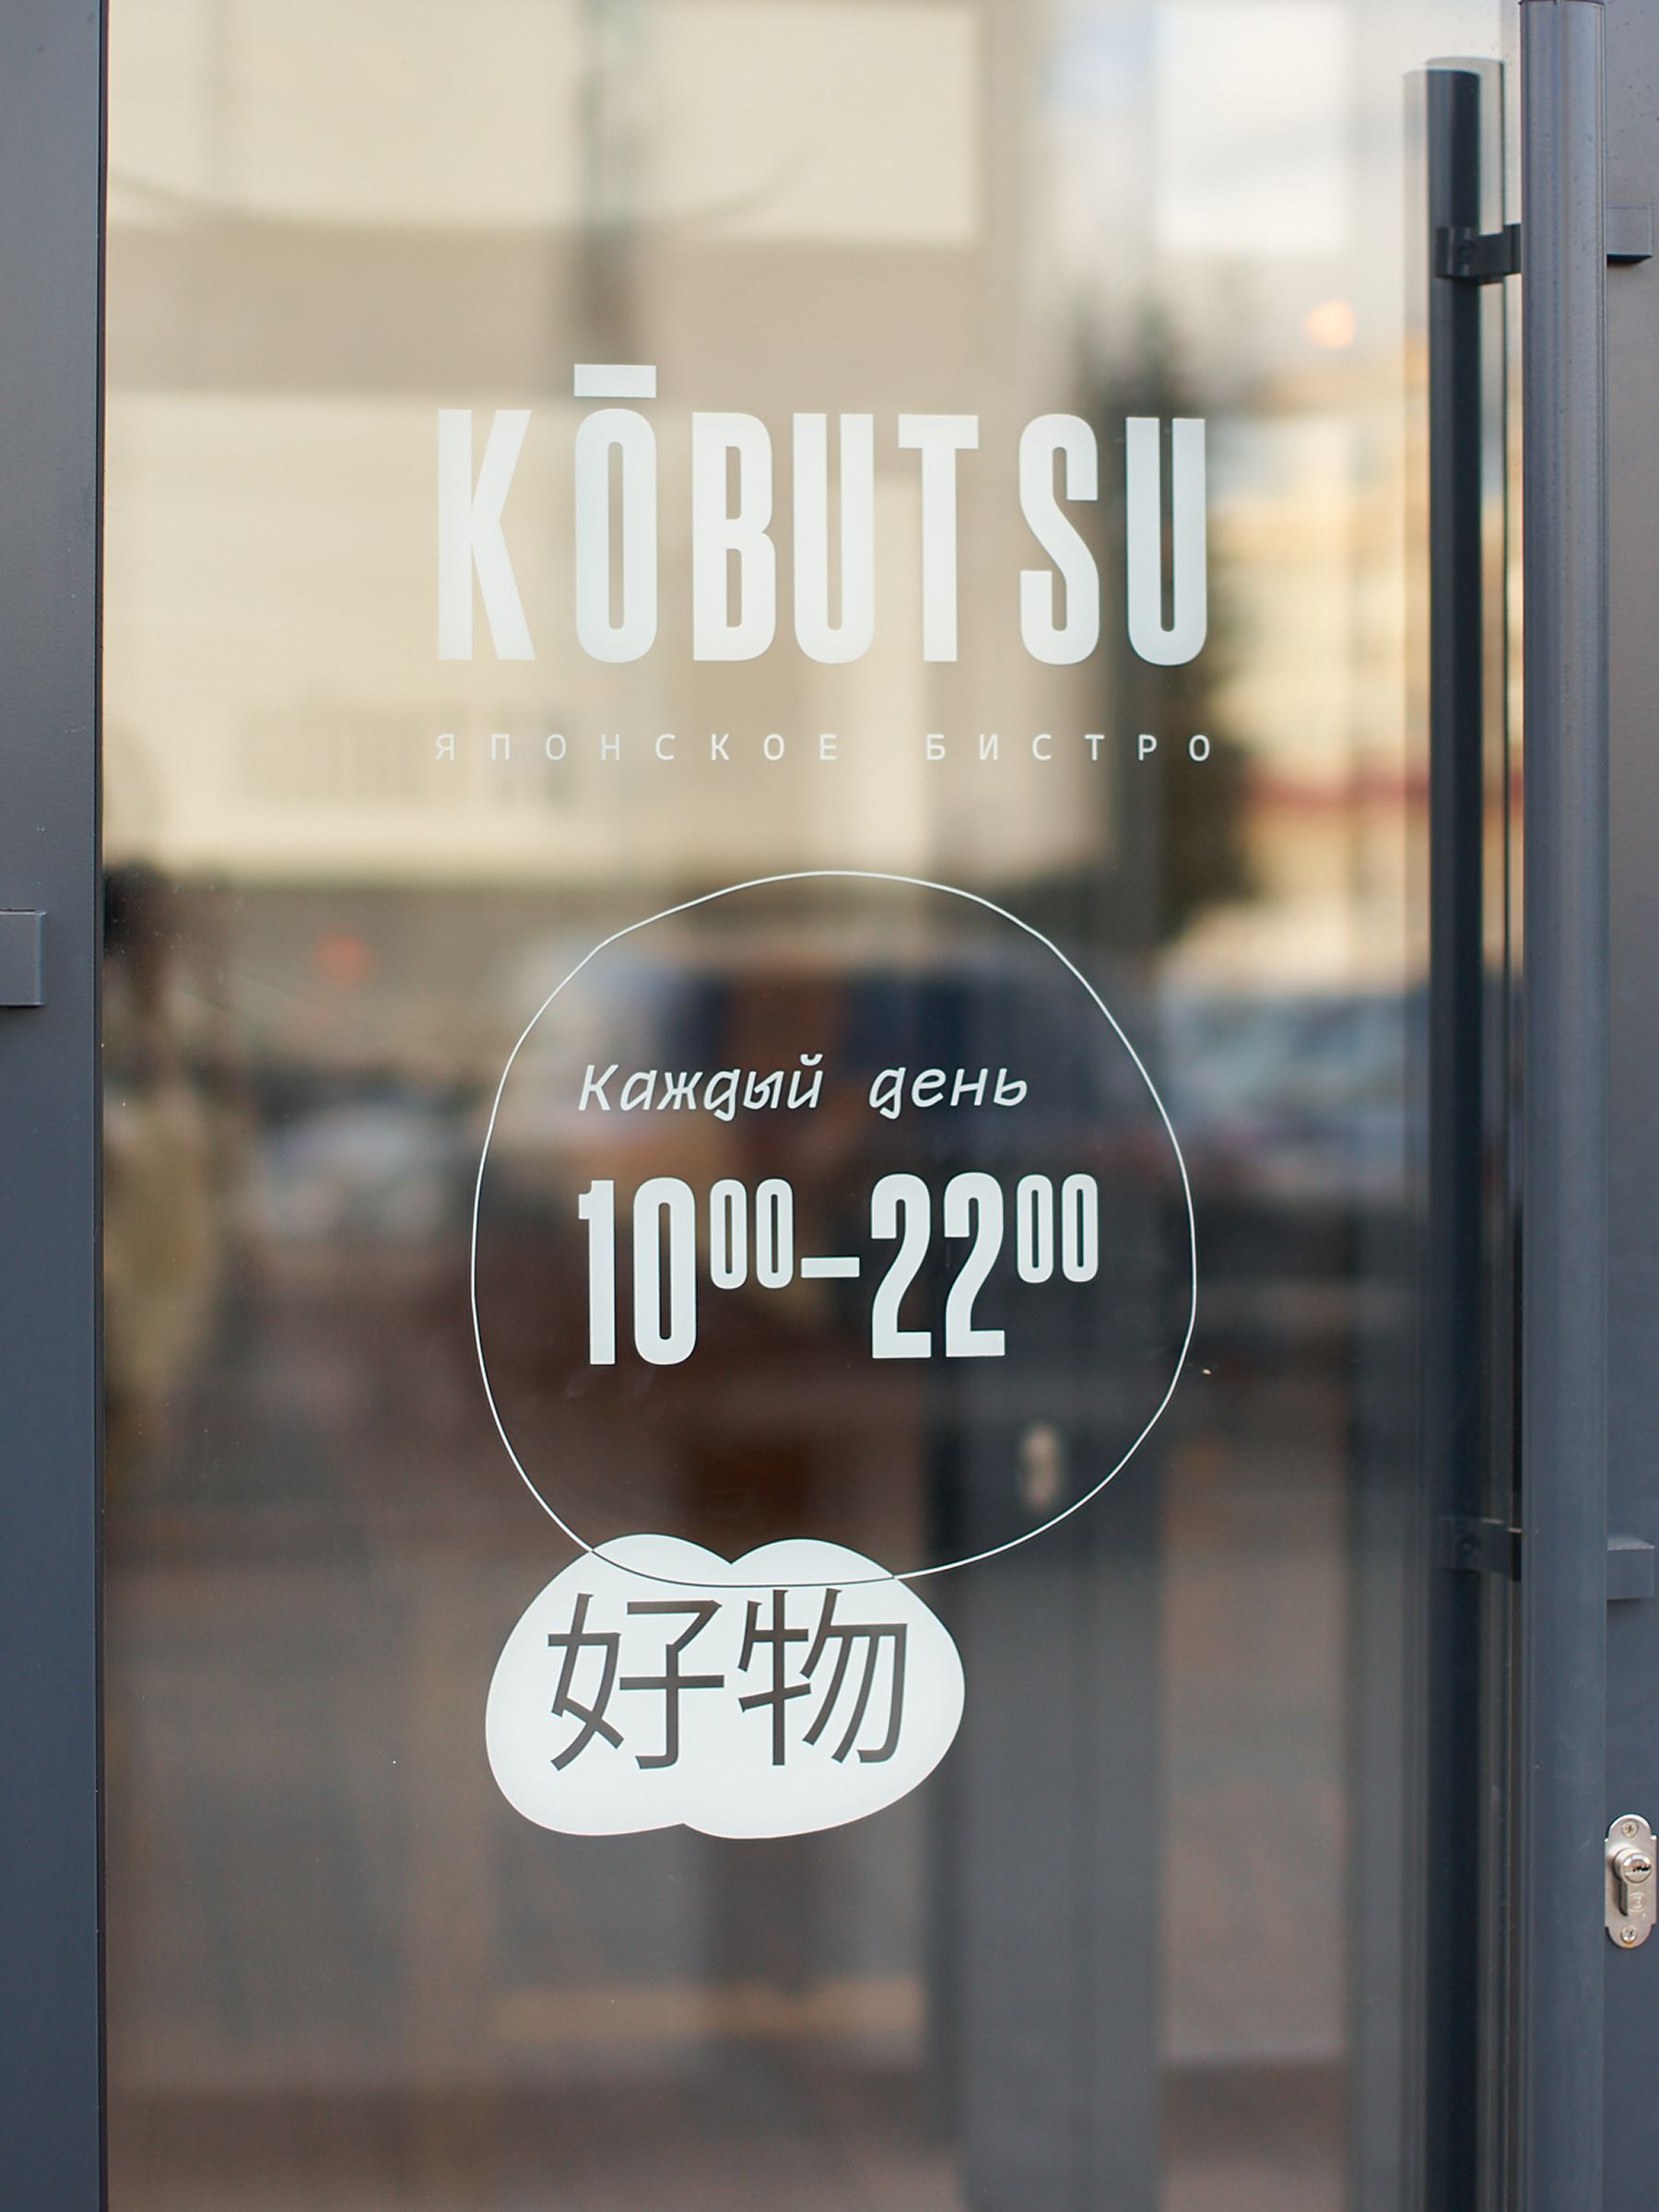 KŌBUTSU
ЯПОНСКОЕ БИСТРО
Каждый день
10⁰⁰–22⁰⁰
好物